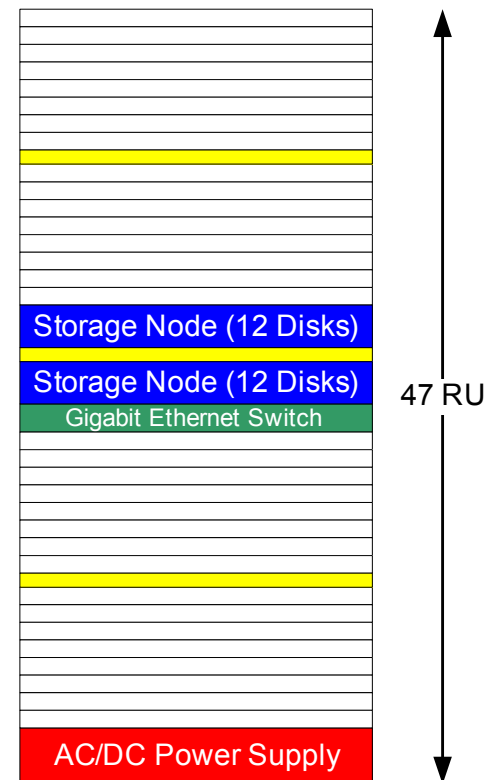 Storage Node (12 Disks)
Storage Node (12 Disks)
47 RU
Gigabit Ethernet Switch
AC/DC Power Supply